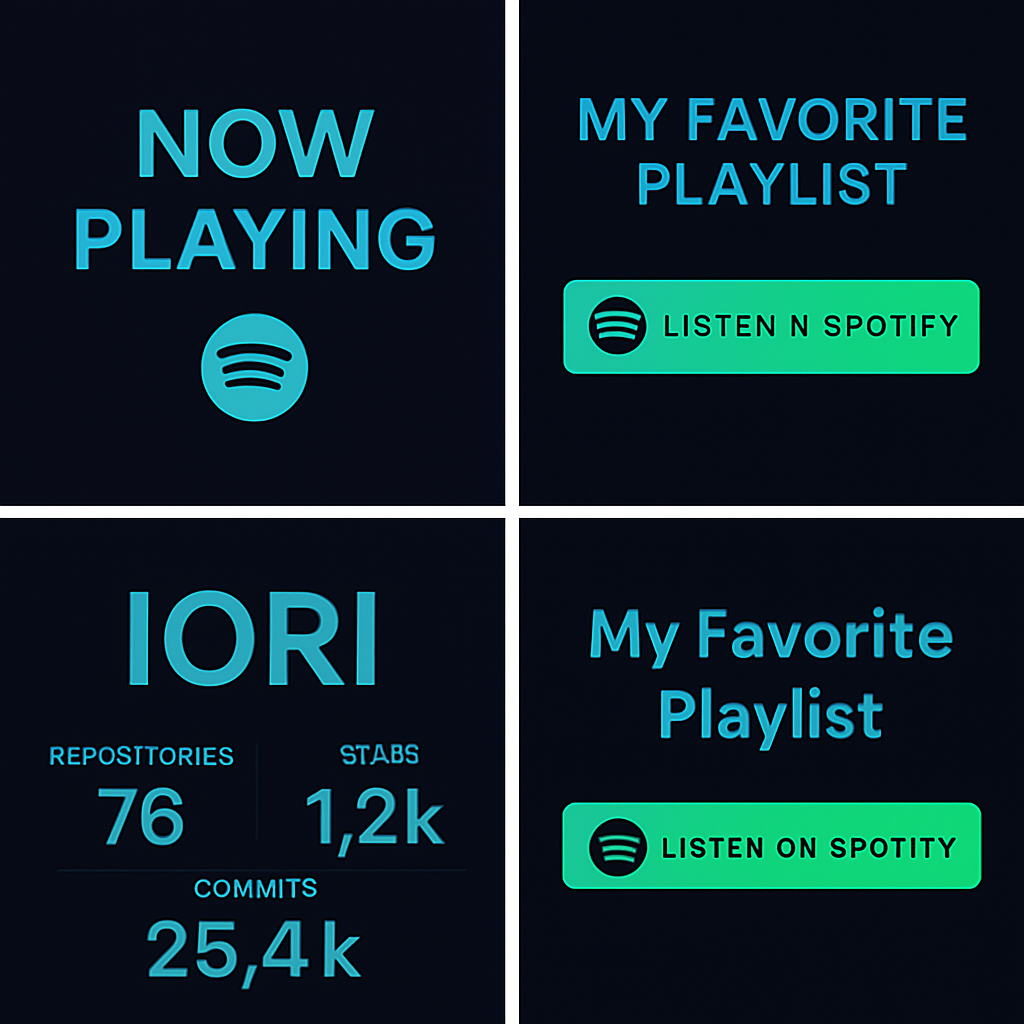 NOW
PLAYING
MY FAVORITE
PLAYLIST
LISTEN N SPOTIFY
IORI
REPOSTTORIES
76
STABS
1,2k
COMMITS
25,4k
My Favorite
Playlist
LISTEN ON SPOTITY